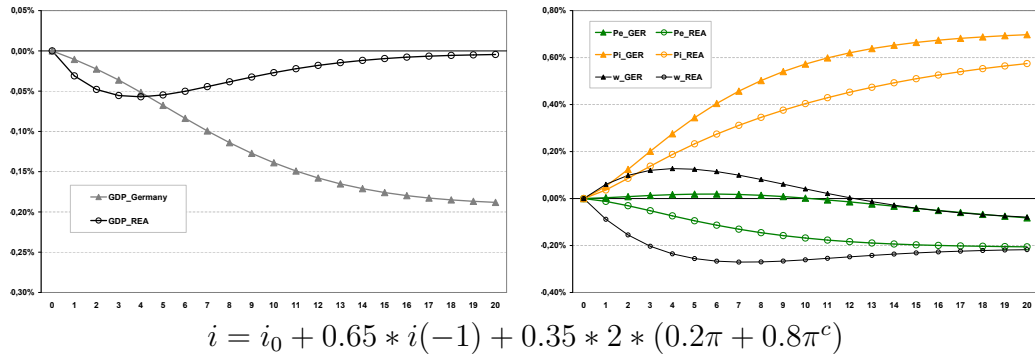 0,05%
0,00%
0,05%
-0,10%
-0,15%
-0,20%
-0,25%
-0,30%
0 1 2 3 4 5 6 7 8 9 10 11 12 13 14 15 16 17 18 19 20
GDP_Germany
GDP_REA
0,80%
0,60%
0,40%
0,20%
0,00%
-0,20%
-0,40%
0 1 2 3 4 5 6 7 8 9 10 11 12 13 14 15 16 17 18 19 20
Pe_GER Pe_REA
Pi_GER Pi_REA
w_GER w_REA
i = i₀ + 0.65 * i(−1) + 0.35 * 2 * (0.2π + 0.8πᶜ)